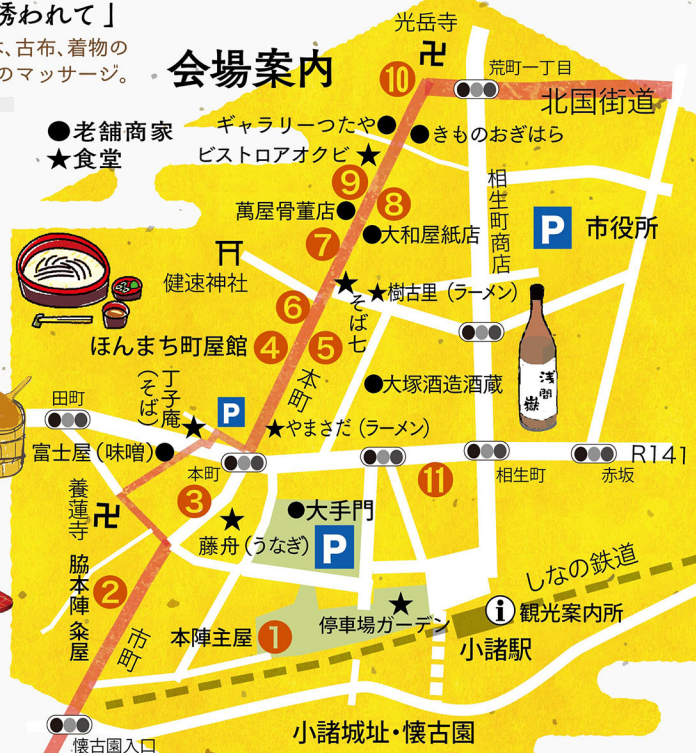 誘われて」
、古布、着物の
のマッサージ。
会場案内
●老舗商家
★食堂
光岳寺
卍
荒町一丁目
北国街道
⑩
ギャラリーつたや●
●きものおぎはら
ビストロアオクビ★
⑨
⑧
萬屋骨董店●
●大和屋紙店
相生町商店
P 市役所
⑦
健速神社
★そば七
★樹古里（ラーメン）
⑥
ほんまち町屋館④
⑤
本町
浅間嶽
●大塚酒造酒蔵
田町
丁子庵（そば）★
P
★やまさだ（ラーメン）
富士屋（味噌）●
本町
相生町
赤坂
R141
③
⑪
養蓮寺
卍
★藤舟（うなぎ）
●大手門
P
脇本陣 粂屋
②
市町
本陣主屋①
★停車場ガーデン
しなの鉄道
i 観光案内所
小諸駅
小諸城址・懐古園
懐古園入口